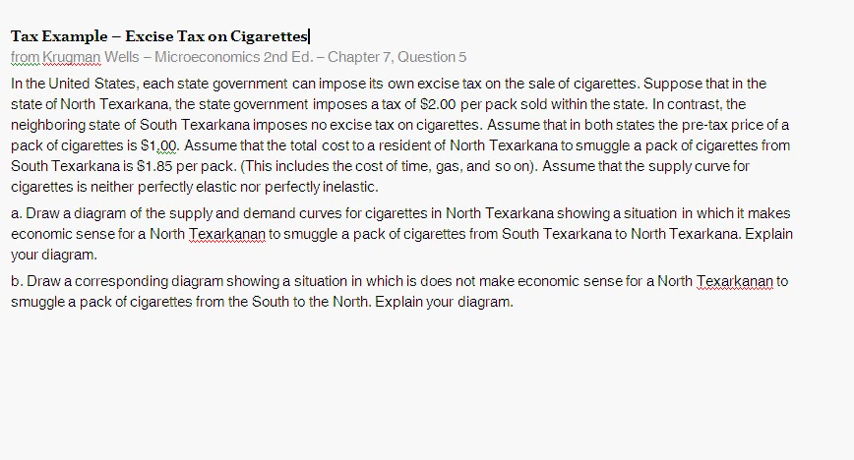 Tax Example – Excise Tax on Cigarettes
from Krugman Wells – Microeconomics 2nd Ed. – Chapter 7, Question 5
In the United States, each state government can impose its own excise tax on the sale of cigarettes. Suppose that in the
state of North Texarkana, the state government imposes a tax of $2.00 per pack sold within the state. In contrast, the
neighboring state of South Texarkana imposes no excise tax on cigarettes. Assume that in both states the pre-tax price of a
pack of cigarettes is $1,00. Assume that the total cost to a resident of North Texarkana to smuggle a pack of cigarettes from
South Texarkana is $1.85 per pack. (This includes the cost of time, gas, and so on). Assume that the supply curve for
cigarettes is neither perfectly elastic nor perfectly inelastic.
a. Draw a diagram of the supply and demand curves for cigarettes in North Texarkana showing a situation in which it makes
economic sense for a North Texarkanan to smuggle a pack of cigarettes from South Texarkana to North Texarkana. Explain
your diagram.
b. Draw a corresponding diagram showing a situation in which is does not make economic sense for a North Texarkanan to
smuggle a pack of cigarettes from the South to the North. Explain your diagram.